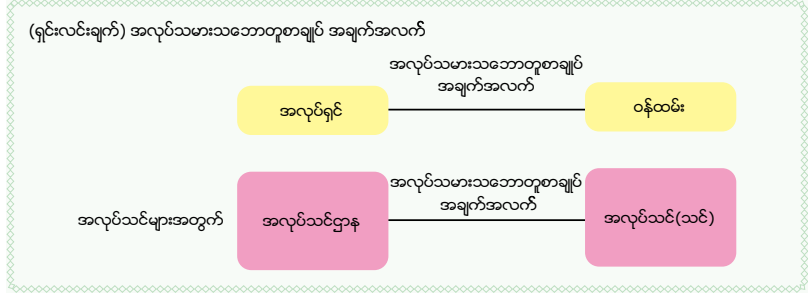 (ရှင်းလင်းချက်) အလုပ်သမားသဘောတူစာချုပ် အချက်အလက်
အလုပ်သမားသဘောတူစာချုပ်
အချက်အလက်
အလုပ်ရှင်
ဝန်ထမ်း
အလုပ်သမားသဘောတူစာချုပ်
အချက်အလက်
အလုပ်သင်များအတွက်
အလုပ်သင်ဌာန
အလုပ်သင်(သင်)